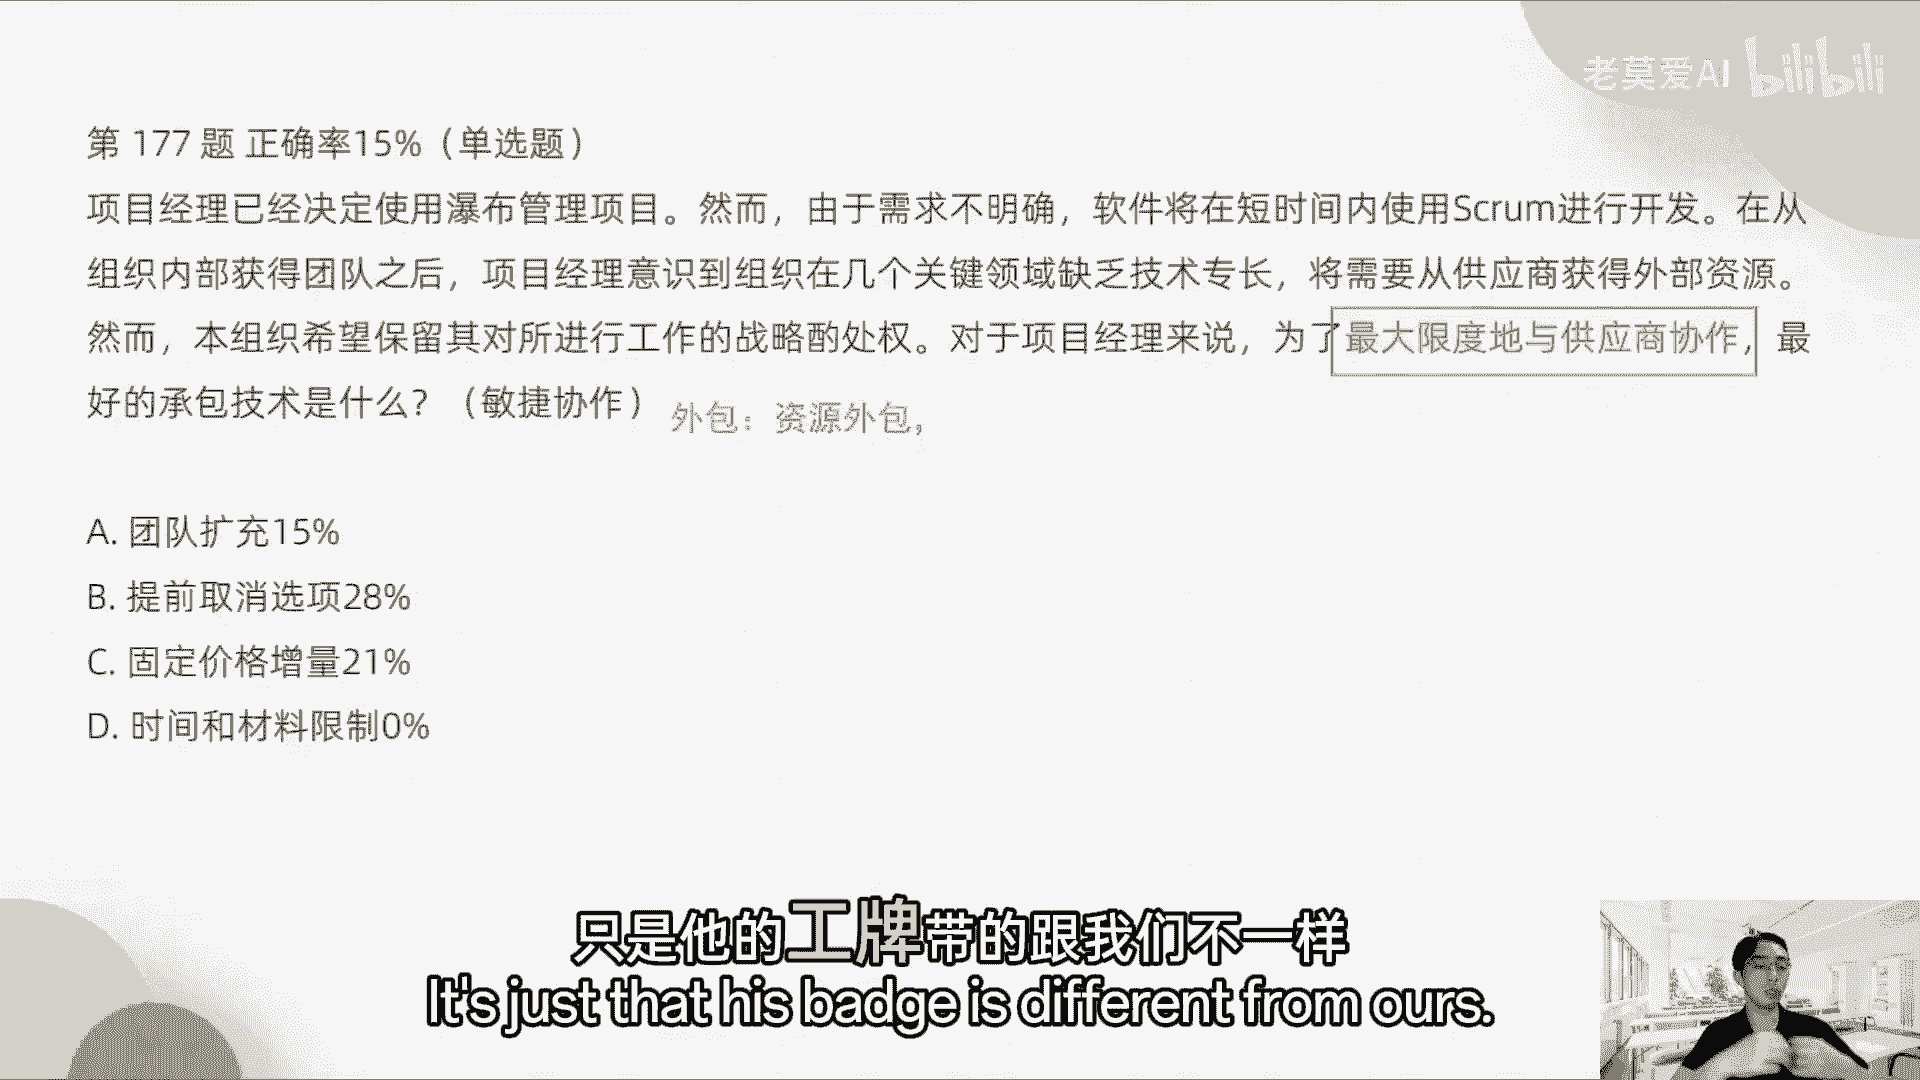 老莫爱AI bilibili
第 177 题 正确率15%（单选题）
项目经理已经决定使用瀑布管理项目。然而，由于需求不明确，软件将在短时间内使用Scrum进行开发。在从
组织内部获得团队之后，项目经理意识到组织在几个关键领域缺乏技术专长，将需要从供应商获得外部资源。
然而，本组织希望保留其对所进行工作的战略酌处权。对于项目经理来说，为了最大限度地与供应商协作，最
好的承包技术是什么？（敏捷协作）
外包：资源外包，
A. 团队扩充15%
B. 提前取消选项28%
C. 固定价格增量21%
D. 时间和材料限制0%
只是他的工牌带的跟我们不一样
It's just that his badge is different from ours.